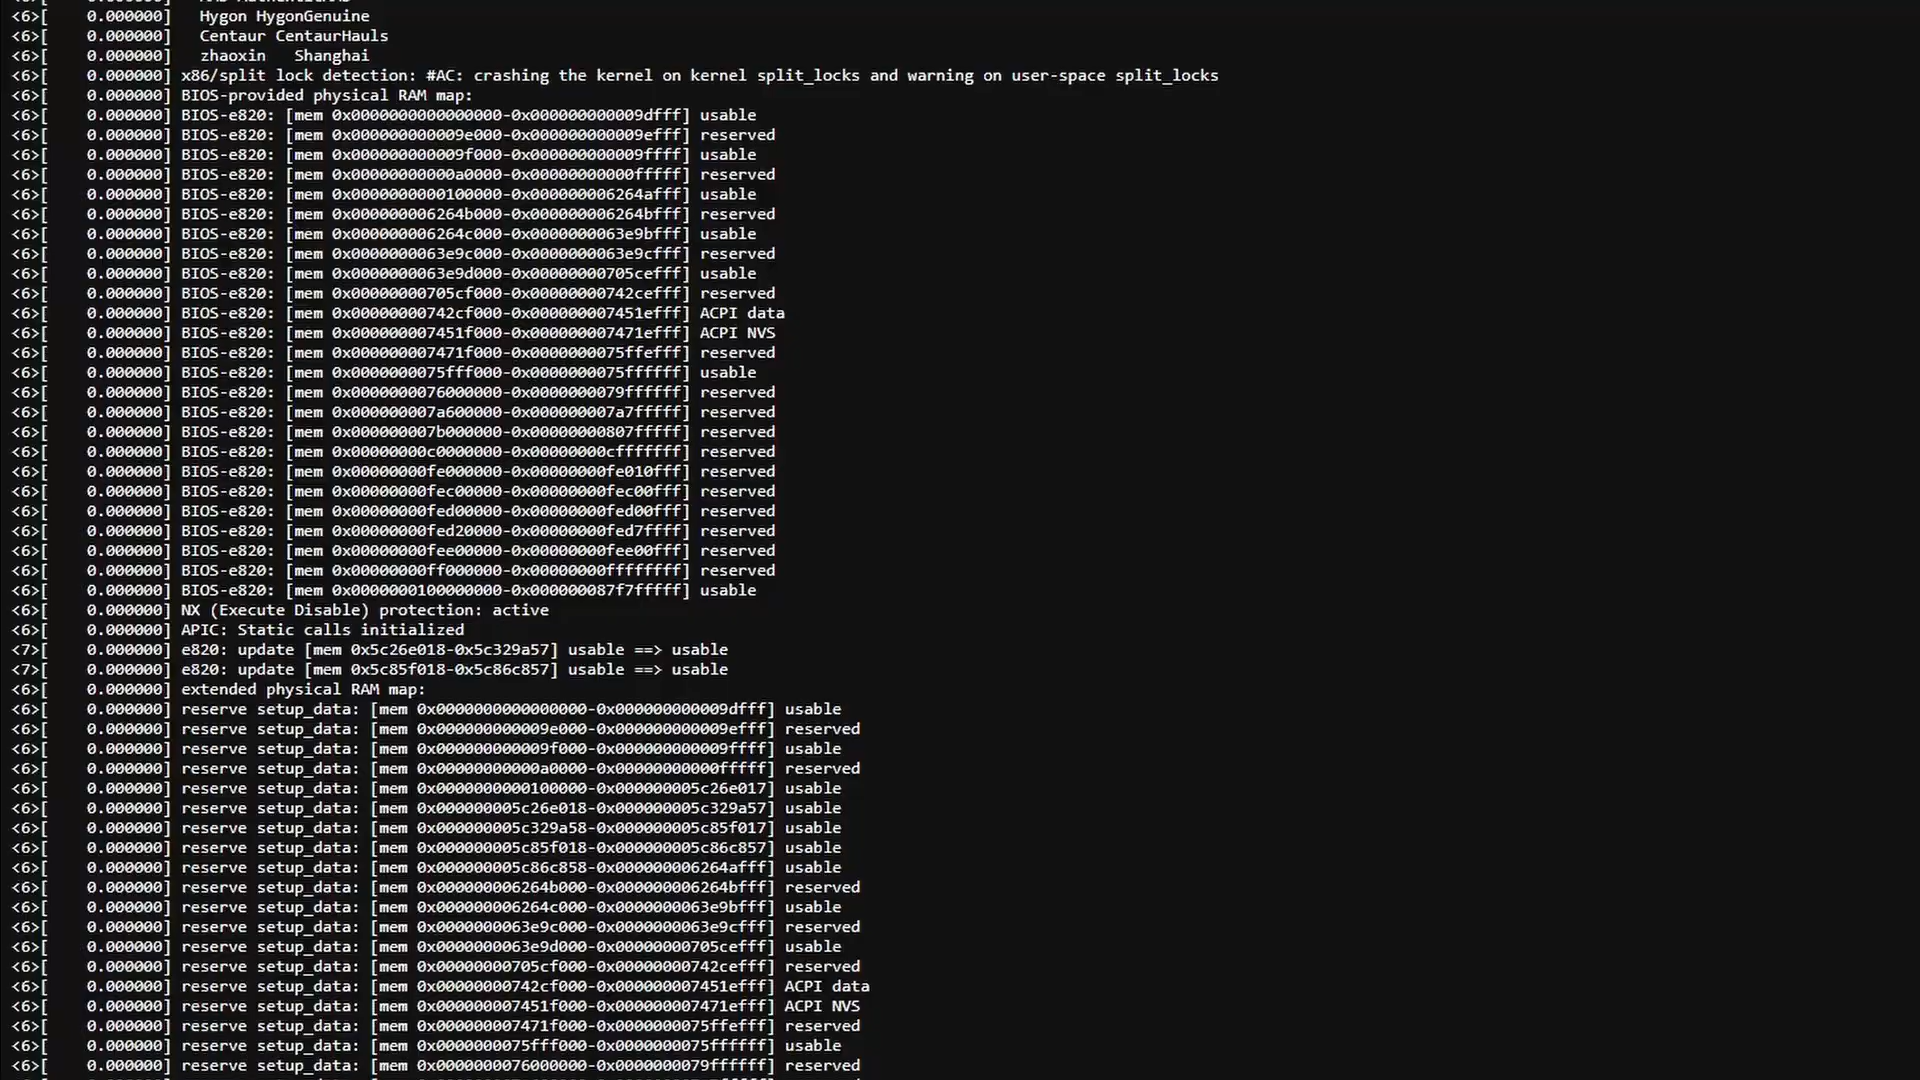 <6>[    0.000000]   Hygon HygonGenuine
<6>[    0.000000]   Centaur CentaurHauls
<6>[    0.000000]   zhaoxin   Shanghai
<6>[    0.000000] x86/split lock detection: #AC: crashing the kernel on kernel split_locks and warning on user-space split_locks
<6>[    0.000000] BIOS-provided physical RAM map:
<6>[    0.000000] BIOS-e820: [mem 0x0000000000000000-0x000000000009dfff] usable
<6>[    0.000000] BIOS-e820: [mem 0x000000000009e000-0x000000000009efff] reserved
<6>[    0.000000] BIOS-e820: [mem 0x000000000009f000-0x000000000009ffff] usable
<6>[    0.000000] BIOS-e820: [mem 0x00000000000a0000-0x00000000000fffff] reserved
<6>[    0.000000] BIOS-e820: [mem 0x0000000000100000-0x000000006264afff] usable
<6>[    0.000000] BIOS-e820: [mem 0x000000006264b000-0x000000006264bfff] reserved
<6>[    0.000000] BIOS-e820: [mem 0x000000006264c000-0x0000000063e9bfff] usable
<6>[    0.000000] BIOS-e820: [mem 0x0000000063e9c000-0x0000000063e9cfff] reserved
<6>[    0.000000] BIOS-e820: [mem 0x0000000063e9d000-0x00000000705cefff] usable
<6>[    0.000000] BIOS-e820: [mem 0x00000000705cf000-0x00000000742cefff] reserved
<6>[    0.000000] BIOS-e820: [mem 0x00000000742cf000-0x000000007451efff] ACPI data
<6>[    0.000000] BIOS-e820: [mem 0x000000007451f000-0x000000007471efff] ACPI NVS
<6>[    0.000000] BIOS-e820: [mem 0x000000007471f000-0x0000000075ffefff] reserved
<6>[    0.000000] BIOS-e820: [mem 0x0000000075fff000-0x0000000075ffffff] usable
<6>[    0.000000] BIOS-e820: [mem 0x0000000076000000-0x0000000079ffffff] reserved
<6>[    0.000000] BIOS-e820: [mem 0x000000007a600000-0x000000007a7fffff] reserved
<6>[    0.000000] BIOS-e820: [mem 0x000000007b000000-0x00000000807fffff] reserved
<6>[    0.000000] BIOS-e820: [mem 0x00000000c0000000-0x00000000cfffffff] reserved
<6>[    0.000000] BIOS-e820: [mem 0x00000000fe000000-0x00000000fe010fff] reserved
<6>[    0.000000] BIOS-e820: [mem 0x00000000fec00000-0x00000000fec00fff] reserved
<6>[    0.000000] BIOS-e820: [mem 0x00000000fed00000-0x00000000fed00fff] reserved
<6>[    0.000000] BIOS-e820: [mem 0x00000000fed20000-0x00000000fed7ffff] reserved
<6>[    0.000000] BIOS-e820: [mem 0x00000000fee00000-0x00000000fee00fff] reserved
<6>[    0.000000] BIOS-e820: [mem 0x00000000ff000000-0x00000000ffffffff] reserved
<6>[    0.000000] BIOS-e820: [mem 0x0000000100000000-0x000000087f7fffff] usable
<6>[    0.000000] NX (Execute Disable) protection: active
<6>[    0.000000] APIC: Static calls initialized
<7>[    0.000000] e820: update [mem 0x5c26e018-0x5c329a57] usable ==> usable
<7>[    0.000000] e820: update [mem 0x5c85f018-0x5c86c857] usable ==> usable
<6>[    0.000000] extended physical RAM map:
<6>[    0.000000] reserve setup_data: [mem 0x0000000000000000-0x000000000009dfff] usable
<6>[    0.000000] reserve setup_data: [mem 0x000000000009e000-0x000000000009efff] reserved
<6>[    0.000000] reserve setup_data: [mem 0x000000000009f000-0x000000000009ffff] usable
<6>[    0.000000] reserve setup_data: [mem 0x00000000000a0000-0x00000000000fffff] reserved
<6>[    0.000000] reserve setup_data: [mem 0x0000000000100000-0x000000005c26e017] usable
<6>[    0.000000] reserve setup_data: [mem 0x000000005c26e018-0x000000005c329a57] usable
<6>[    0.000000] reserve setup_data: [mem 0x000000005c329a58-0x000000005c85f017] usable
<6>[    0.000000] reserve setup_data: [mem 0x000000005c85f018-0x000000005c86c857] usable
<6>[    0.000000] reserve setup_data: [mem 0x000000005c86c858-0x000000006264afff] usable
<6>[    0.000000] reserve setup_data: [mem 0x000000006264b000-0x000000006264bfff] reserved
<6>[    0.000000] reserve setup_data: [mem 0x000000006264c000-0x0000000063e9bfff] usable
<6>[    0.000000] reserve setup_data: [mem 0x0000000063e9c000-0x0000000063e9cfff] reserved
<6>[    0.000000] reserve setup_data: [mem 0x0000000063e9d000-0x00000000705cefff] usable
<6>[    0.000000] reserve setup_data: [mem 0x00000000705cf000-0x00000000742cefff] reserved
<6>[    0.000000] reserve setup_data: [mem 0x00000000742cf000-0x000000007451efff] ACPI data
<6>[    0.000000] reserve setup_data: [mem 0x000000007451f000-0x000000007471efff] ACPI NVS
<6>[    0.000000] reserve setup_data: [mem 0x000000007471f000-0x0000000075ffefff] reserved
<6>[    0.000000] reserve setup_data: [mem 0x0000000075fff000-0x0000000075ffffff] usable
<6>[    0.000000] reserve setup_data: [mem 0x0000000076000000-0x0000000079ffffff] reserved